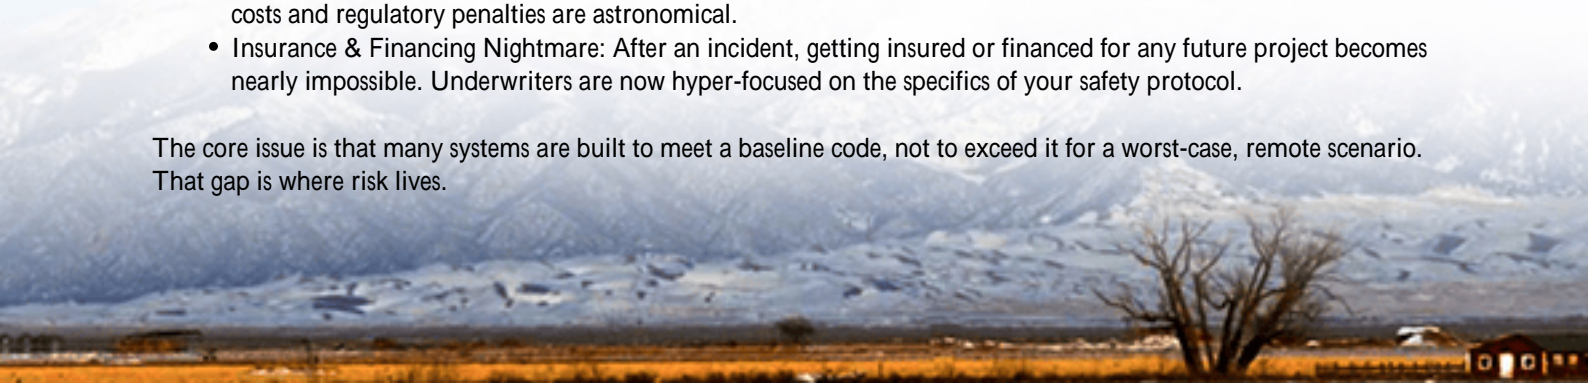 costs and regulatory penalties are astronomical.
• Insurance & Financing Nightmare: After an incident, getting insured or financed for any future project becomes
nearly impossible. Underwriters are now hyper-focused on the specifics of your safety protocol.
The core issue is that many systems are built to meet a baseline code, not to exceed it for a worst-case, remote scenario.
That gap is where risk lives.